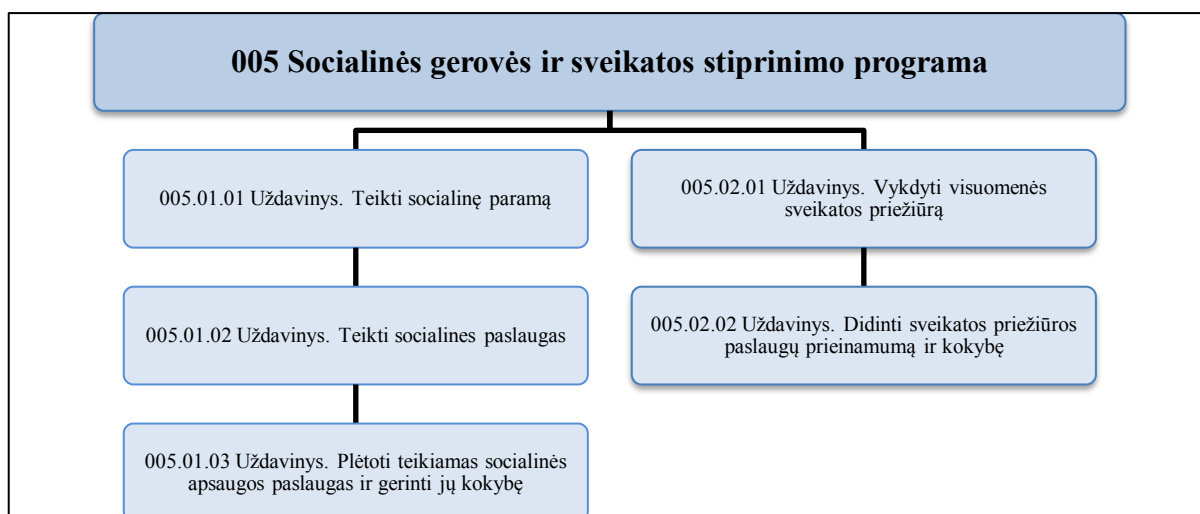 005 Socialinės gerovės ir sveikatos stiprinimo programa
005.01.01 Uždavinys. Teikti socialinę paramą
005.01.02 Uždavinys. Teikti socialines paslaugas
005.01.03 Uždavinys. Plėtoti teikiamas socialinės
apsaugos paslaugas ir gerinti jų kokybę
005.02.01 Uždavinys. Vykdyti visuomenės
sveikatos priežiūrą
005.02.02 Uždavinys. Didinti sveikatos priežiūros
paslaugų prieinamumą ir kokybę